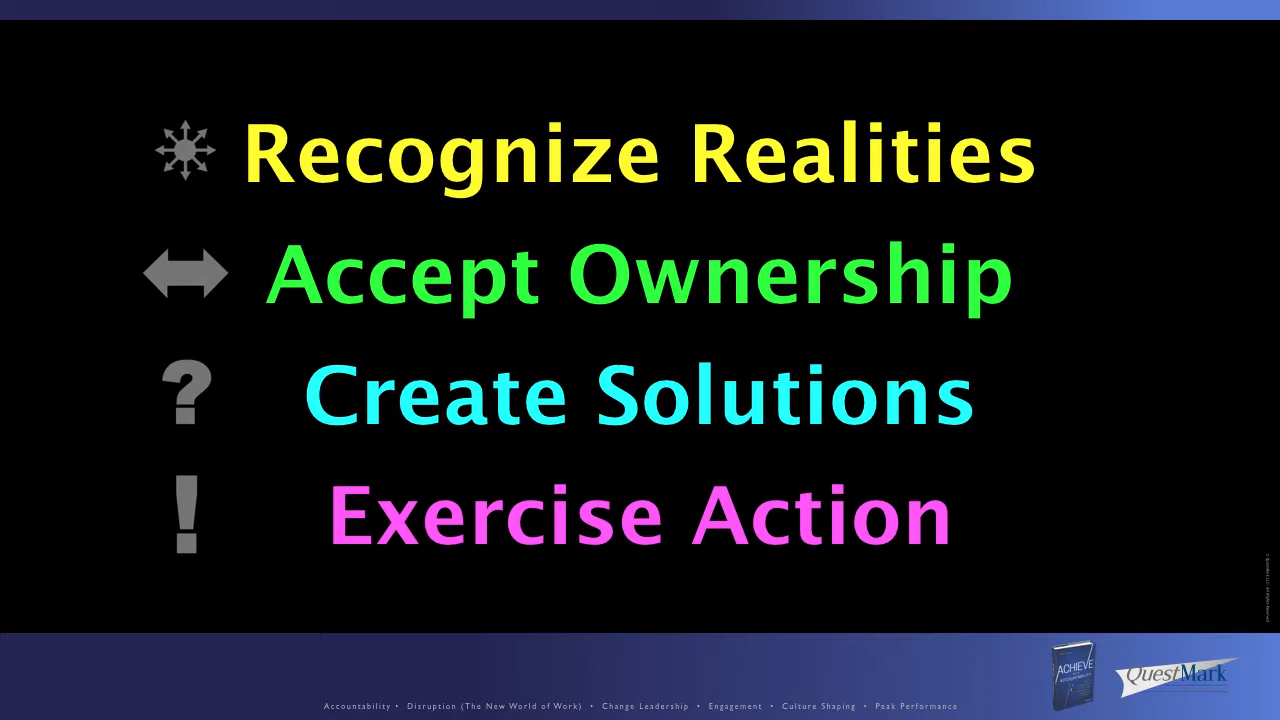 Recognize Realities
Accept Ownership
? Create Solutions
! Exercise Action
ACHIEVE
QuestMark
Accountability • Disruption (The New World of Work) • Change Leadership • Engagement • Culture Shaping • Peak Performance